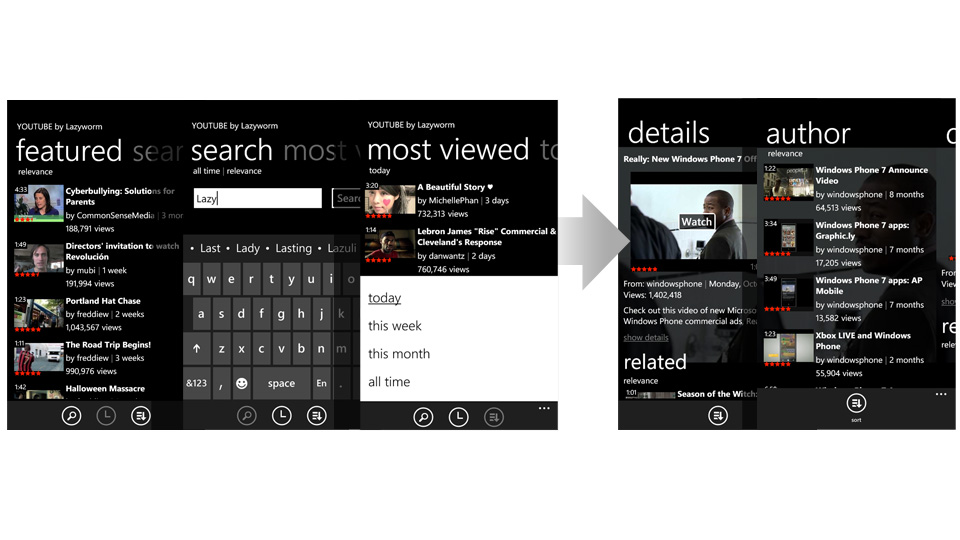 YOUTUBE by Lazyworm
featured sear
relevance
4:33
Cyberbullying: Solutions for
Parents
by CommonSenseMedia | 3 mon
188,791 views
1:49
Directors' invitation to watch
Revolución
by mubi | 1 week
191,994 views
1:23
Portland Hat Chase
by freddiew | 2 weeks
1,043,567 views
1:11
The Road Trip Begins!
by freddiew | 3 weeks
990,976 views
1:42
Halloween Massacre
YOUTUBE by Lazyworm
search most v
all time | relevance
Lazy
Searc
• Last • Lady • Lasting • Lazuli
q w e r t y u i o
a s d f g h j k
z x c v b n m
&123 , space En .
YOUTUBE by Lazyworm
most viewed to
today
3:20
A Beautiful Story ♥
by MichellePhan | 3 days
732,313 views
1:14
Lebron James "Rise" Commercial &
Cleveland's Response
by danwantz | 2 days
760,746 views
today
this week
this month
all time
details
Really: New Windows Phone 7 Off
Watch
From: windowsphone | Monday, Octo
Views: 1,402,418
Check out this video of new Microso
Windows Phone commercial ads, Re
show details
related
relevance
1:01
Season of the Witch:
author
relevance
1:22
Windows Phone 7 Announce
Video
by windowsphone | 8 months
64,513 views
3:34
Windows Phone 7 apps:
Graphic.ly
by windowsphone | 7 months
17,205 views
3:49
Windows Phone 7 apps: AP
Mobile
by windowsphone | 7 months
13,582 views
1:23
Xbox LIVE and Windows
Phone
by windowsphone | 2 months
55,904 views
sort